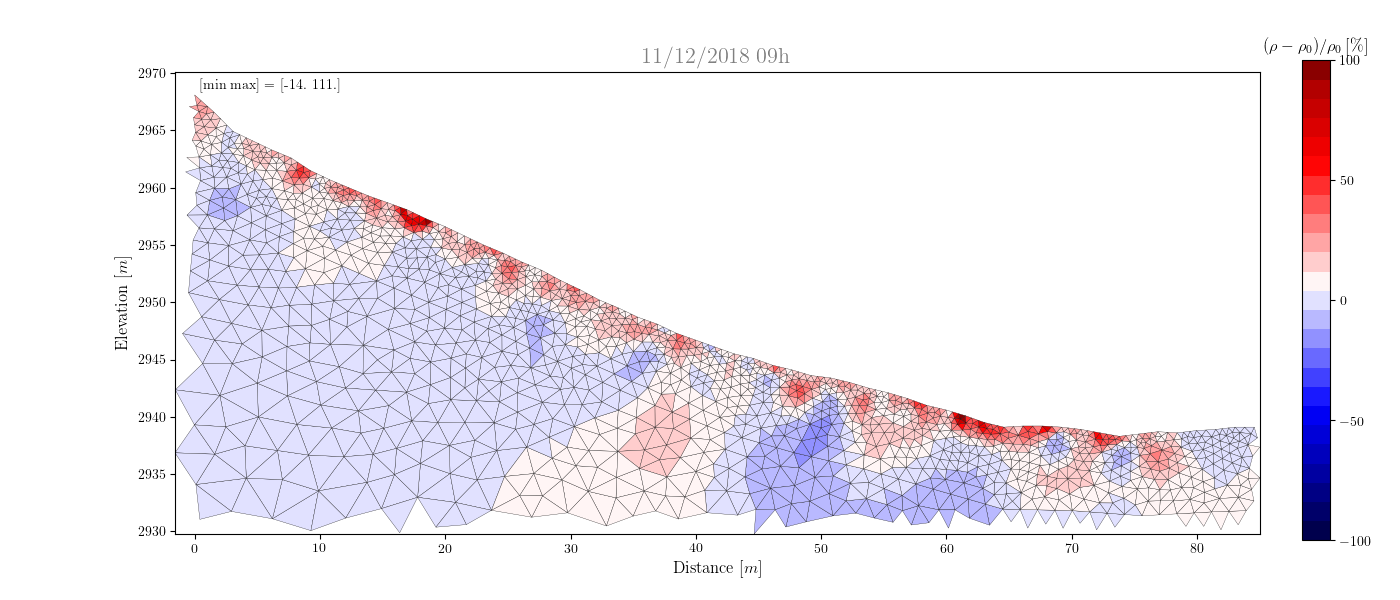 11/12/2018 09h
(ρ − ρ₀)/ρ₀ [%]
[min max] = [-14. 111.]
2970
2965
2960
2955
2950
2945
2940
2935
2930
Elevation [m]
0 10 20 30 40 50 60 70 80
Distance [m]
100
50
0
−50
−100